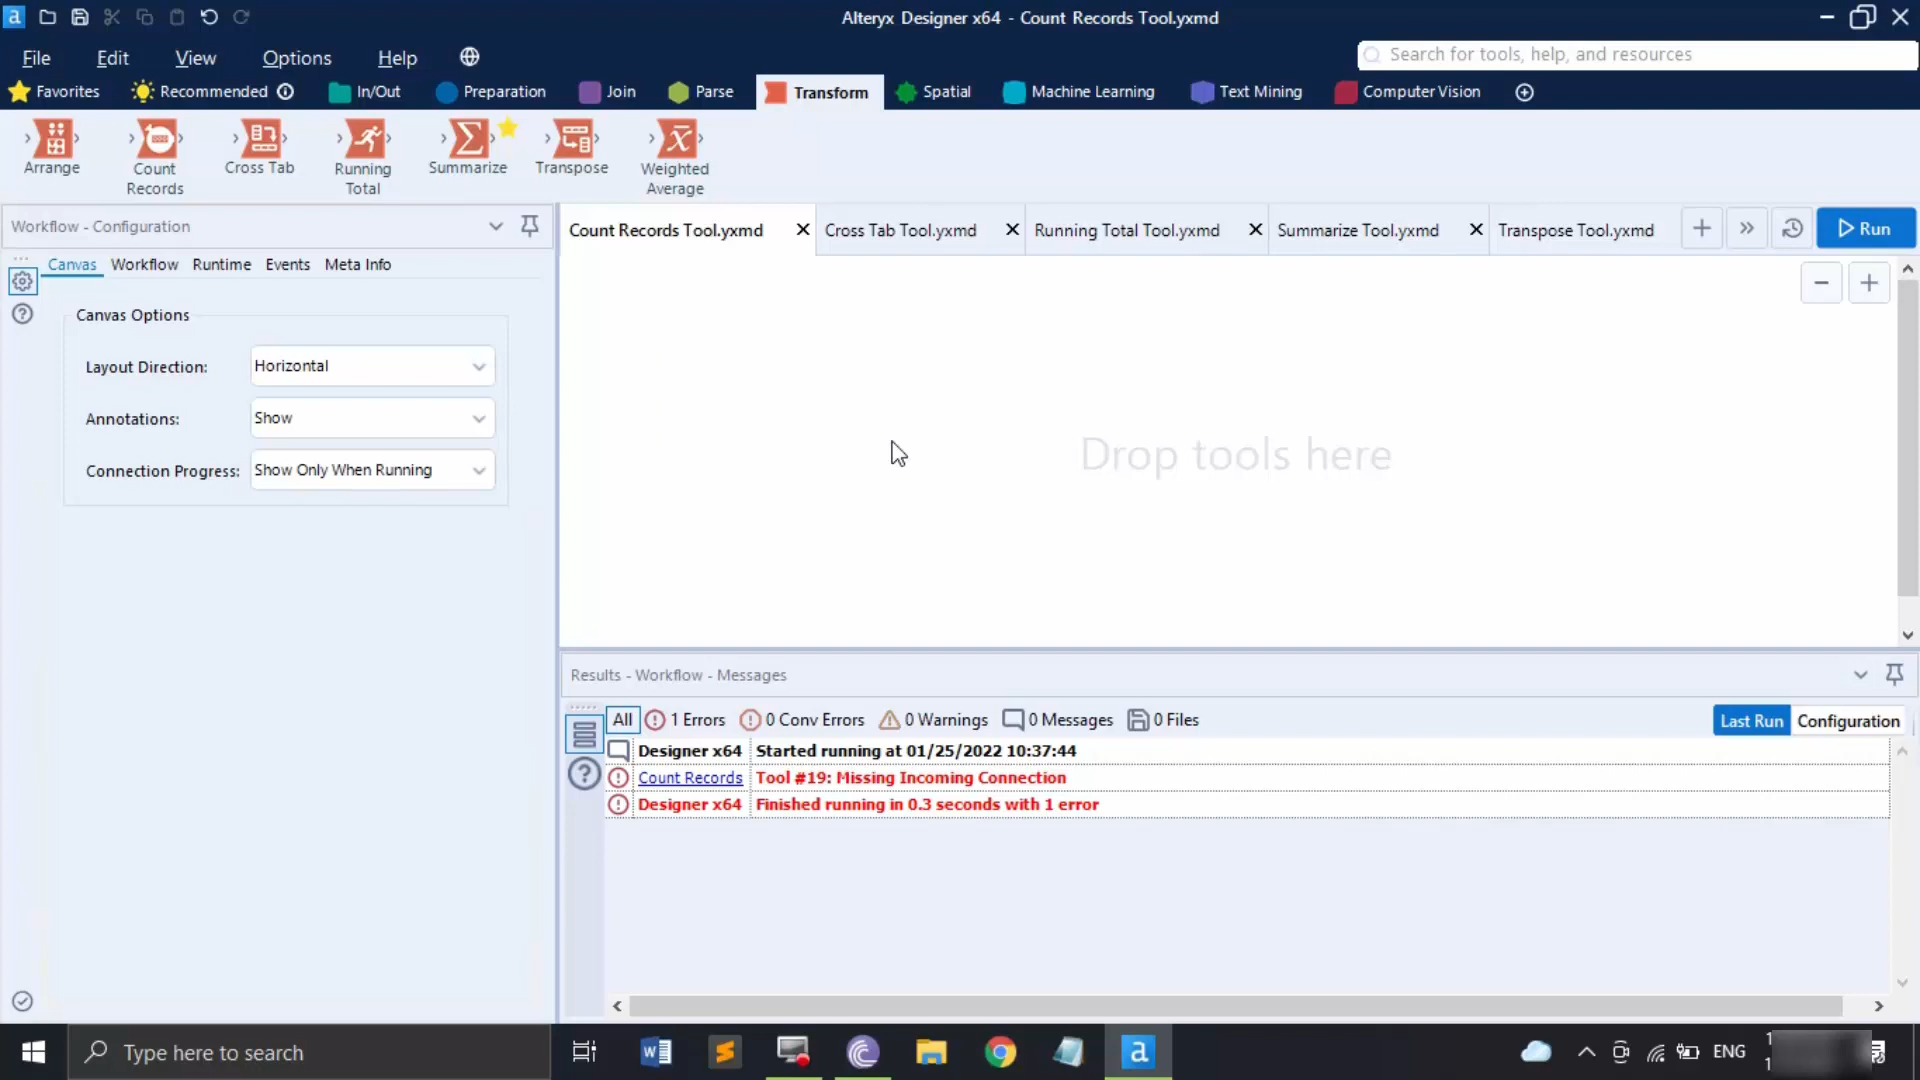 Alteryx Designer x64 - Count Records Tool.yxmd
File Edit View Options Help
Search for tools, help, and resources
Favorites Recommended In/Out Preparation Join Parse Transform Spatial Machine Learning Text Mining Computer Vision
Arrange Count Records Cross Tab Running Total Summarize Transpose Weighted Average
Workflow - Configuration
Count Records Tool.yxmd Cross Tab Tool.yxmd Running Total Tool.yxmd Summarize Tool.yxmd Transpose Tool.yxmd Run
Canvas Workflow Runtime Events Meta Info
Canvas Options
Layout Direction: Horizontal
Annotations: Show
Connection Progress: Show Only When Running
Drop tools here
Results - Workflow - Messages
All 1 Errors 0 Conv Errors 0 Warnings 0 Messages 0 Files Last Run Configuration
Designer x64 Started running at 01/25/2022 10:37:44
Count Records Tool #19: Missing Incoming Connection
Designer x64 Finished running in 0.3 seconds with 1 error
Type here to search
ENG